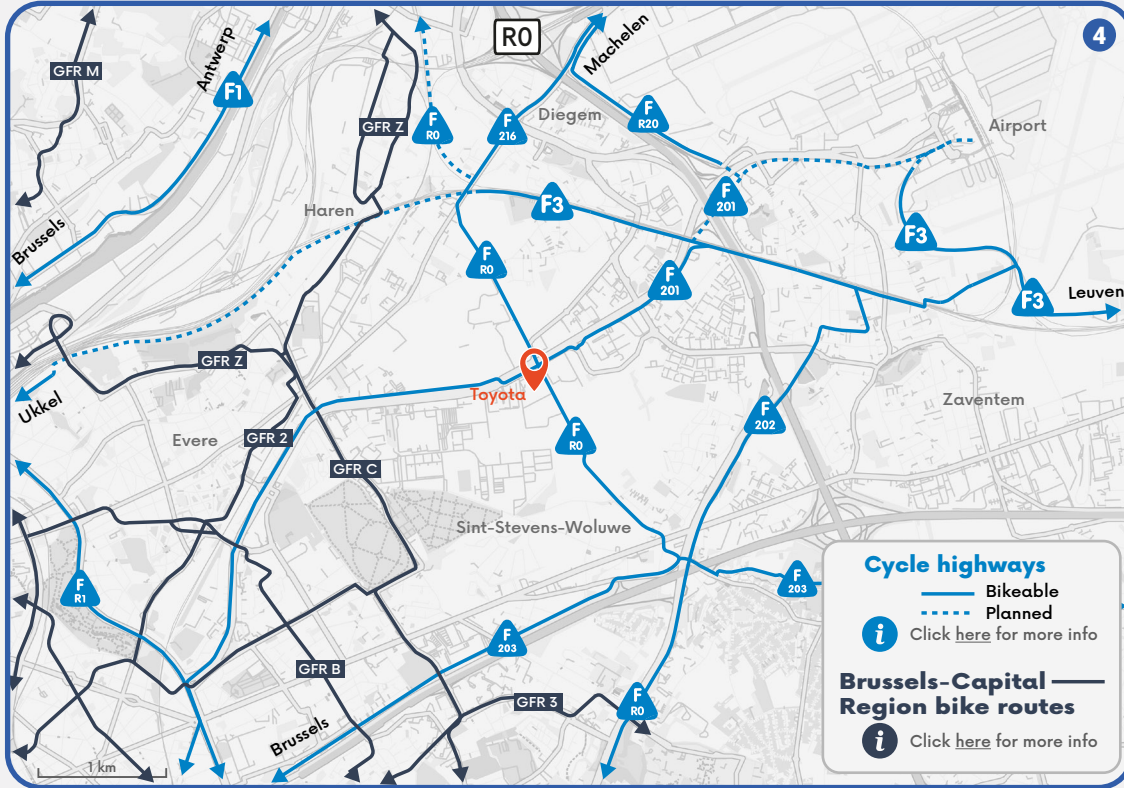 R0
4
Machelen
Antwerp
GFR M
F1
GFR Z
F
R0
F
216
Diegem
F
R20
Airport
F
201
Haren
F3
F3
Brussels
F
R0
F
201
F3
Leuven
GFR Z
Toyota
Ukkel
Zaventem
F
202
Evere
GFR 2
F
R0
GFR C
Sint-Stevens-Woluwe
F
R1
F
203
F
203
GFR B
GFR 3
F
R0
Brussels
1 km
Cycle highways
Bikeable
Planned
i
Click here for more info
Brussels-Capital
Region bike routes
i
Click here for more info